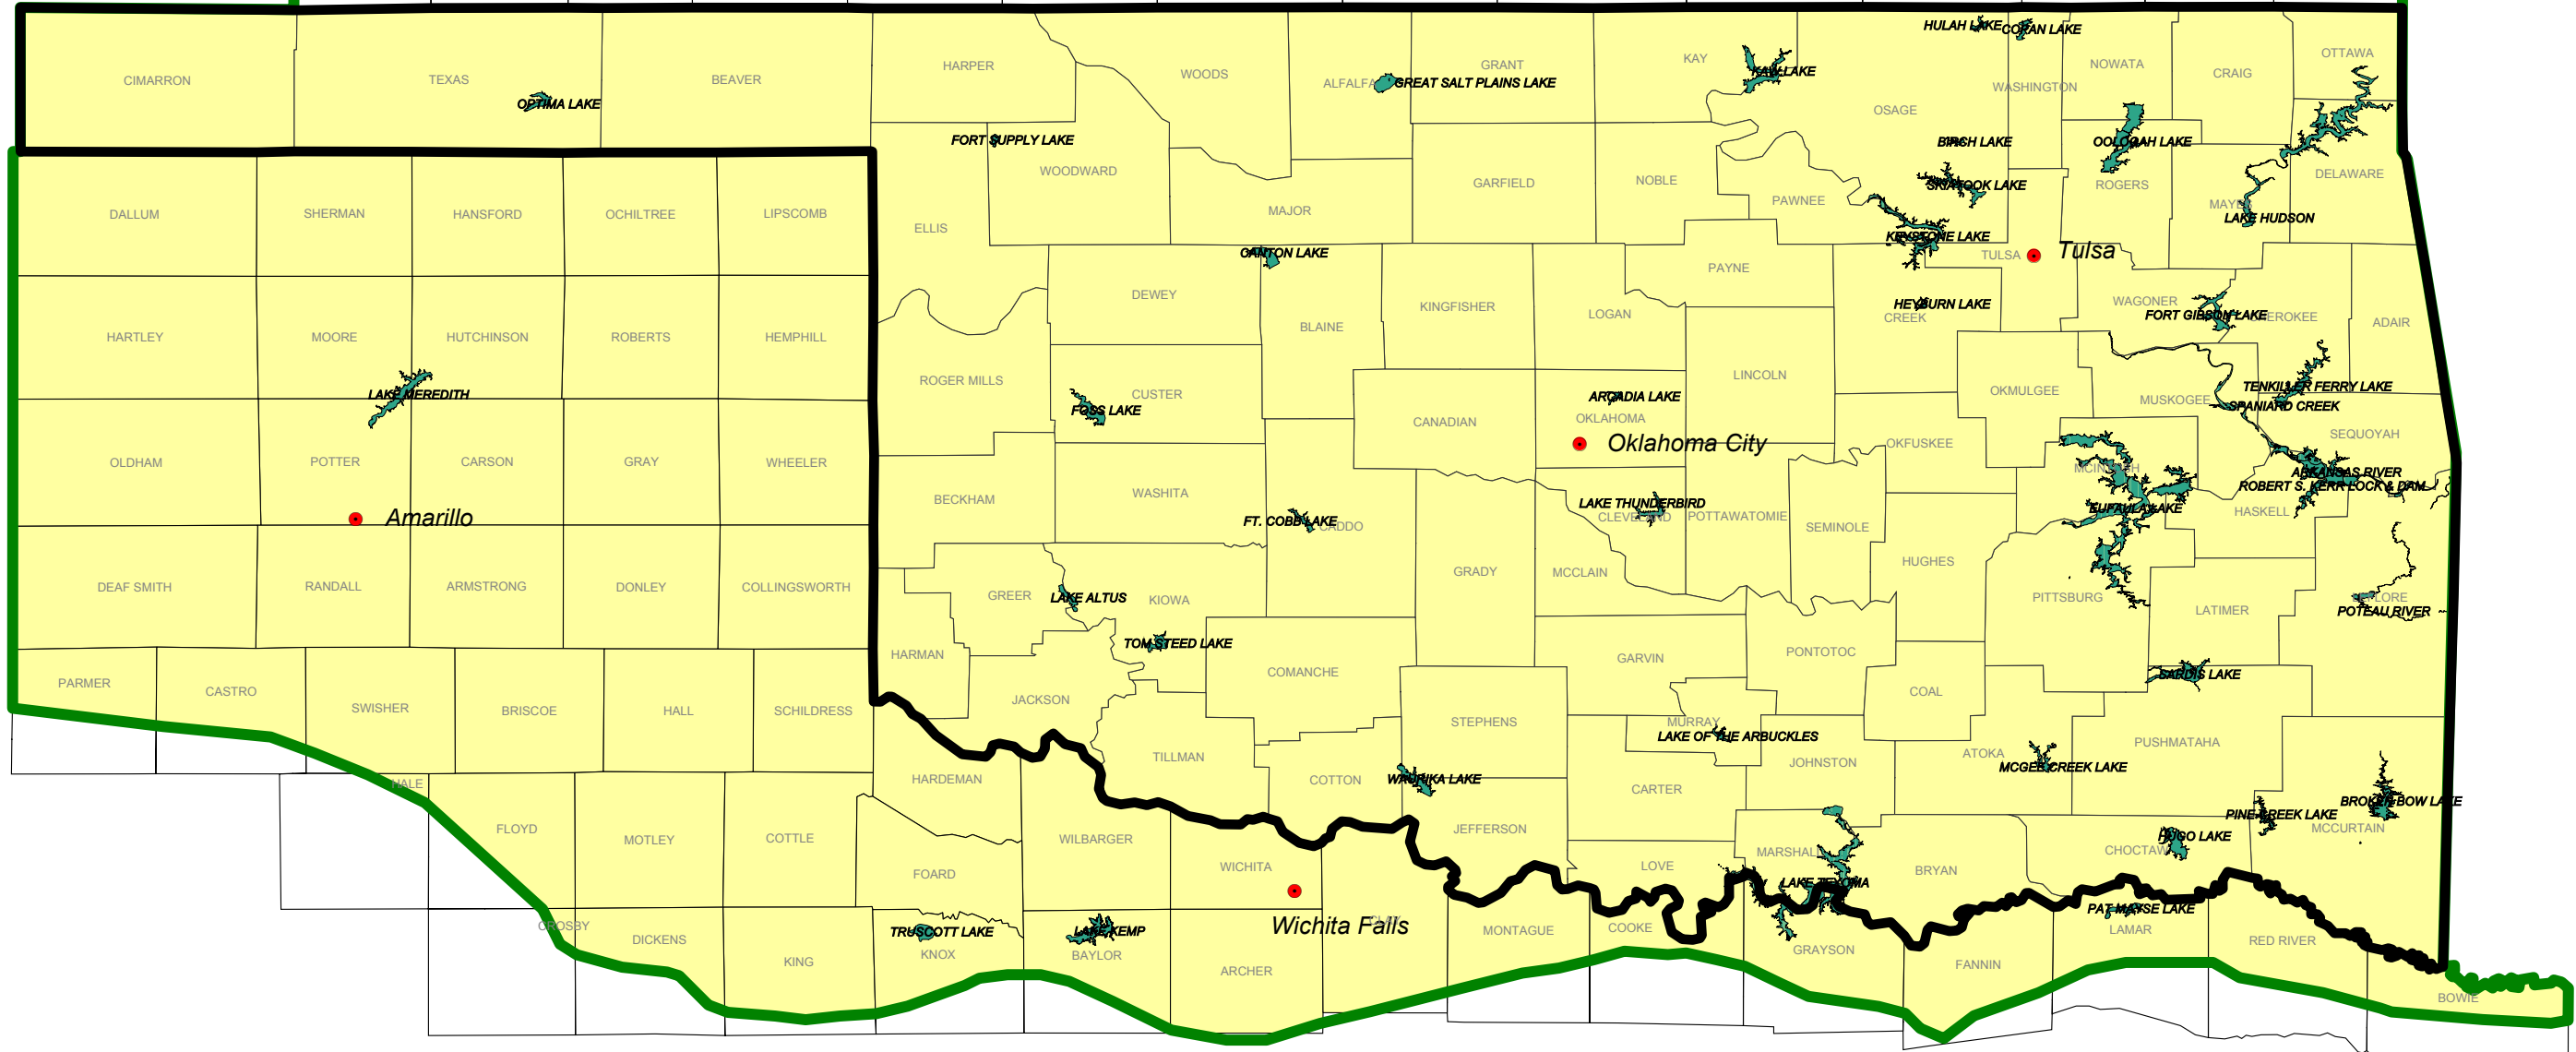 CIMARRON
TEXAS
OPTIMA LAKE
BEAVER
HARPER
WOODS
ALFALFA
GREAT SALT PLAINS LAKE
GRANT
KAY
KAW LAKE
HULAH LAKE
COPAN LAKE
OSAGE
WASHINGTON
NOWATA
CRAIG
OTTAWA
FORT SUPPLY LAKE
WOODWARD
BIRCH LAKE
OOLOGAH LAKE
DALLUM
SHERMAN
HANSFORD
OCHILTREE
LIPSCOMB
ELLIS
MAJOR
GARFIELD
NOBLE
PAWNEE
SKIATOOK LAKE
ROGERS
MAYES
DELAWARE
LAKE HUDSON
KEYSTONE LAKE
TULSA
Tulsa
CANTON LAKE
PAYNE
DEWEY
BLAINE
KINGFISHER
LOGAN
HEYBURN LAKE
CREEK
WAGONER
FORT GIBSON LAKE
CHEROKEE
ADAIR
HARTLEY
MOORE
HUTCHINSON
ROBERTS
HEMPHILL
LAKE MEREDITH
ROGER MILLS
CUSTER
FOSS LAKE
CANADIAN
ARCADIA LAKE
OKLAHOMA
Oklahoma City
LINCOLN
OKMULGEE
MUSKOGEE
TENKILLER FERRY LAKE
SPANIARD CREEK
SEQUOYAH
OKFUSKEE
MCINTOSH
ARKANSAS RIVER
ROBERT S. KERR LOCK & DAM
OLDHAM
POTTER
CARSON
GRAY
WHEELER
Amarillo
BECKHAM
WASHITA
FT. COBB LAKE
CADDO
LAKE THUNDERBIRD
CLEVELAND
POTTAWATOMIE
SEMINOLE
EUFAULA LAKE
HASKELL
DEAF SMITH
RANDALL
ARMSTRONG
DONLEY
COLLINGSWORTH
GREER
LAKE ALTUS
KIOWA
GRADY
MCCLAIN
HUGHES
PITTSBURG
LATIMER
LEFLORE
POTEAU RIVER
HARMAN
TOM STEED LAKE
COMANCHE
GARVIN
PONTOTOC
COAL
SARDIS LAKE
PARMER
CASTRO
SWISHER
BRISCOE
HALL
SCHILDRESS
JACKSON
TILLMAN
STEPHENS
MURRAY
LAKE OF THE ARBUCKLES
JOHNSTON
ATOKA
MCGEE CREEK LAKE
PUSHMATAHA
HALE
HARDEMAN
COTTON
WAURIKA LAKE
CARTER
BROKEN BOW LAKE
PINE CREEK LAKE
MCCURTAIN
FLOYD
MOTLEY
COTTLE
FOARD
WILBARGER
WICHITA
JEFFERSON
LOVE
MARSHALL
LAKE TEXOMA
BRYAN
CHOCTAW
HUGO LAKE
CROSBY
DICKENS
KING
TRUSCOTT LAKE
KNOX
LAKE KEMP
BAYLOR
Wichita Falls
ARCHER
CLAY
MONTAGUE
COOKE
GRAYSON
FANNIN
PAT MAYSE LAKE
LAMAR
RED RIVER
BOWIE